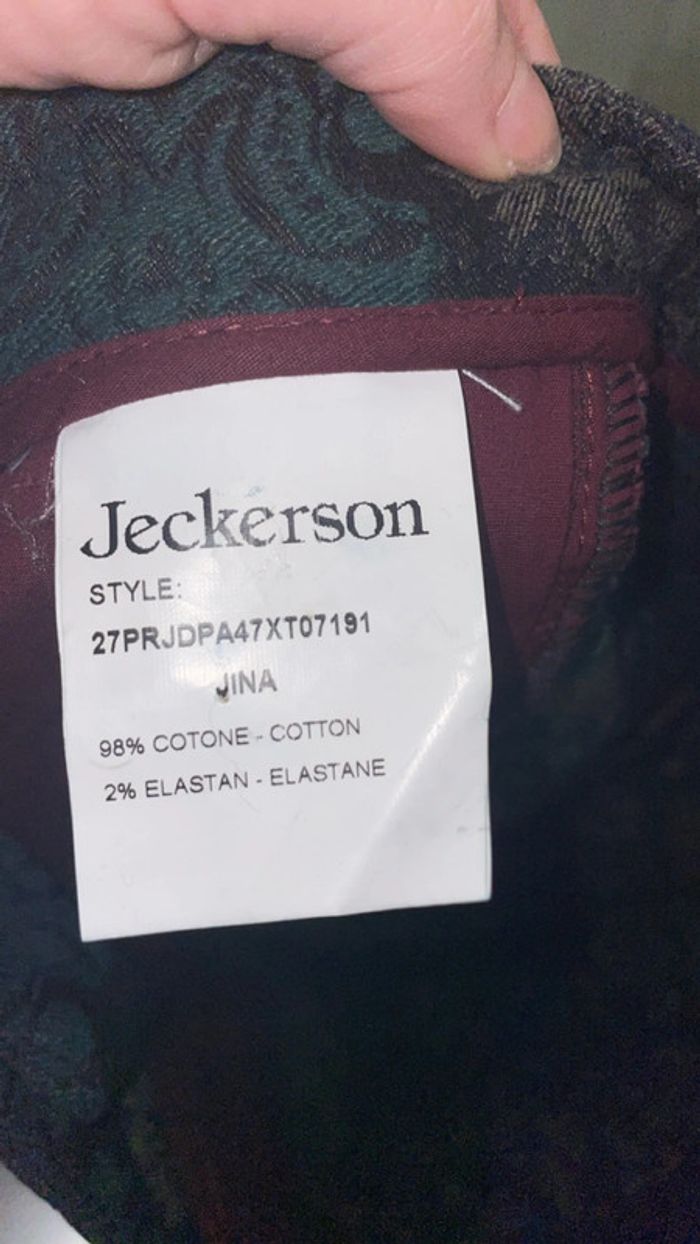 Jeckerson
STYLE:
27PRJDPA47XT07191
JINA
98% COTONE - COTTON
2% ELASTAN - ELASTANE